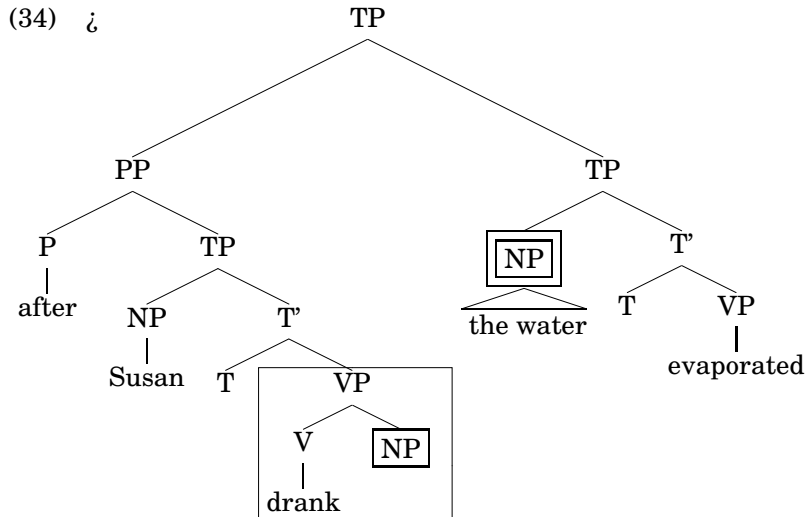 (34) ¿ TP
PP TP
P TP NP T’
after NP T’ the water T VP
Susan T VP evaporated
V NP
drank